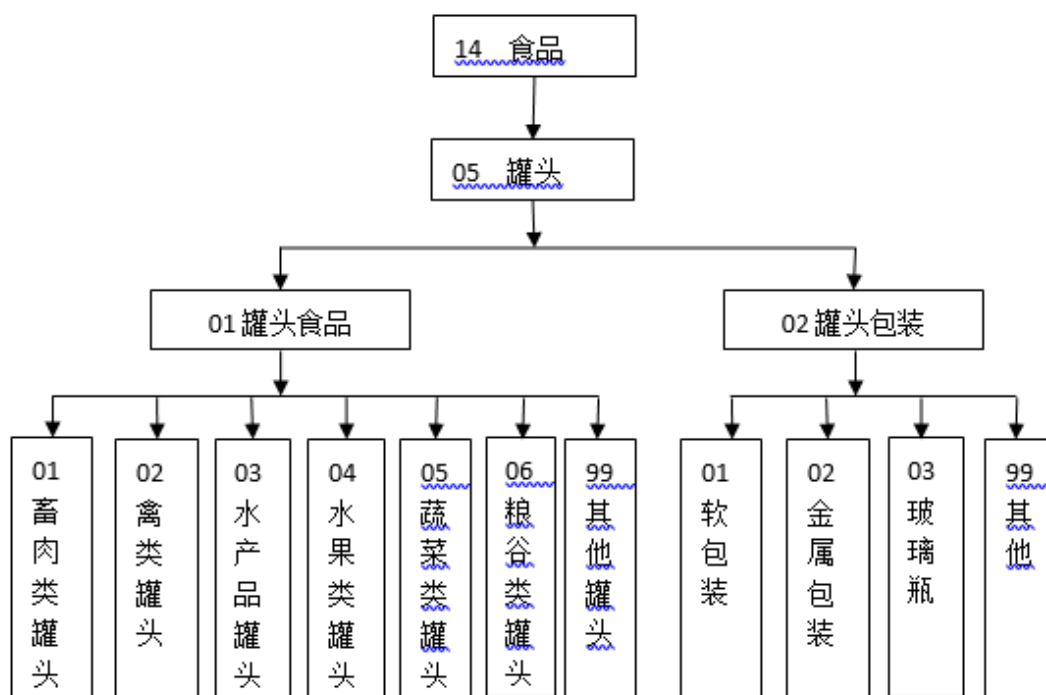 14 食品
05 罐头
01 罐头食品
02 罐头包装
01 畜肉类罐头
02 禽类罐头
03 水产品罐头
04 水果类罐头
05 蔬菜类罐头
06 粮谷类罐头
99 其他罐头
01 软包装
02 金属包装
03 玻璃瓶
99 其他